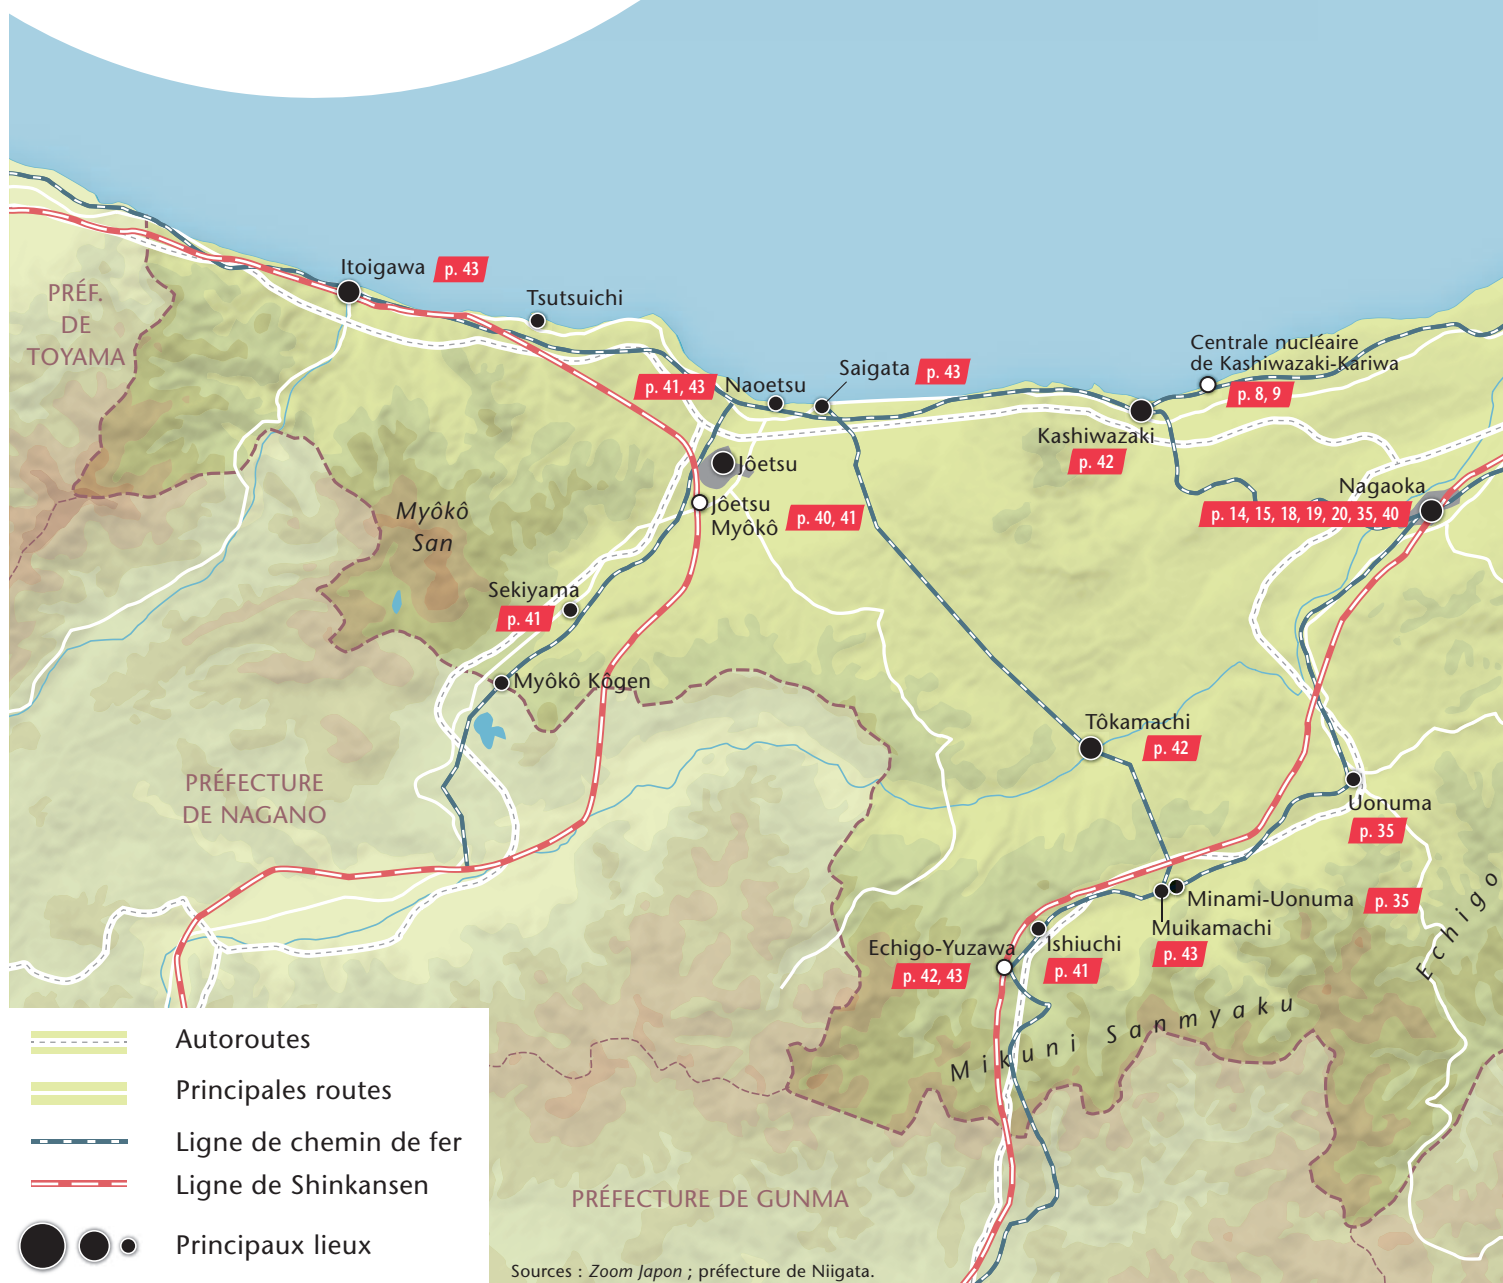 Itoigawa p. 43
Tsutsuichi
PRÉF.
DE
TOYAMA
Centrale nucléaire
de Kashiwazaki-Kariwa
p. 8, 9
Saigata p. 43
p. 41, 43 Naoetsu
Kashiwazaki
p. 42
Jôetsu
Nagaoka
p. 14, 15, 18, 19, 20, 35, 40
Jôetsu
Myôkô p. 40, 41
Myôkô
San
Sekiyama
p. 41
Myôkô Kôgen
Tôkamachi
p. 42
PRÉFECTURE
DE NAGANO
Uonuma
p. 35
Echigo
Minami-Uonuma p. 35
Muikamachi
p. 43
Ishiuchi
p. 41
Echigo-Yuzawa
p. 42, 43
Mikuni Sanmyaku
PRÉFECTURE DE GUNMA
Autoroutes
Principales routes
Ligne de chemin de fer
Ligne de Shinkansen
Principaux lieux
Sources : Zoom Japon ; préfecture de Niigata.